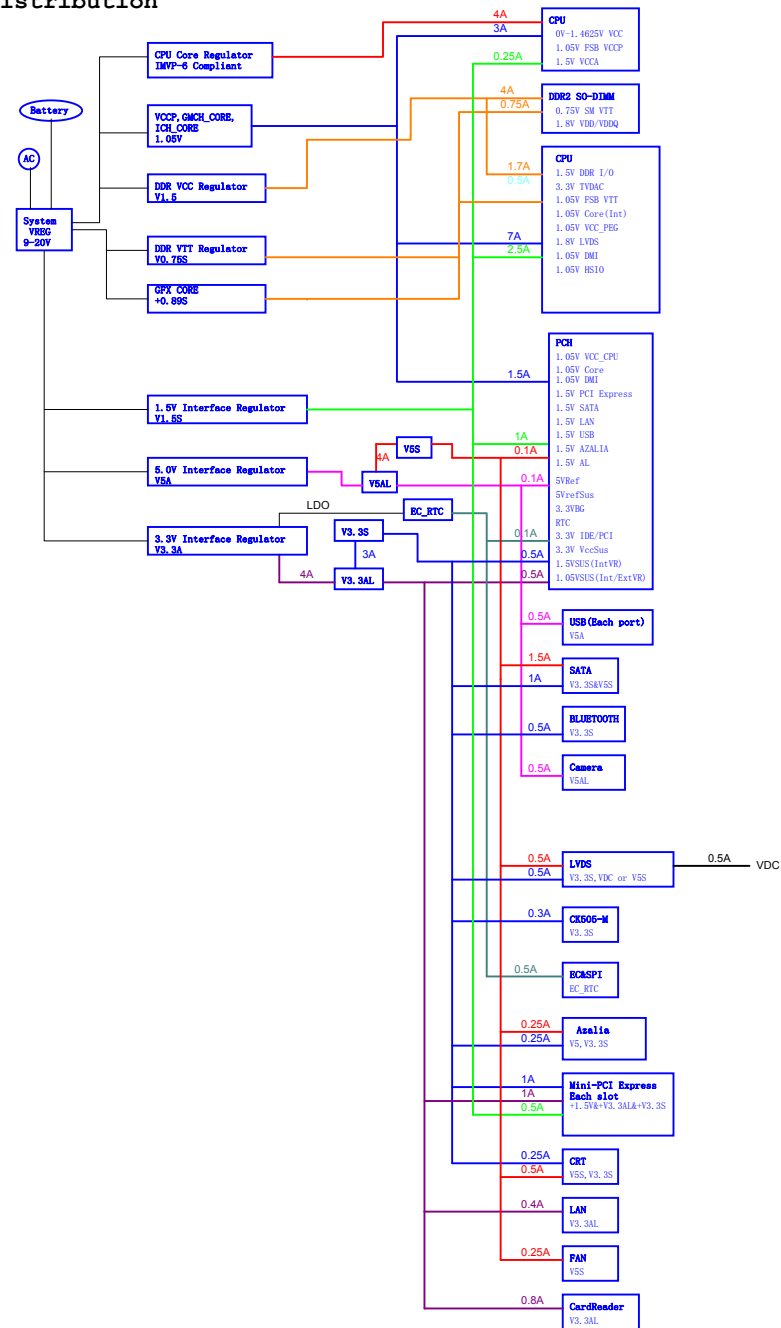 istribution
4A
CPU
3A
0V-1.4625V VCC
1.05V FSB VCCP
0.25A
1.5V VCCA
CPU Core Regulator
IMVP-6 Compliant
4A
DDR2 SO-DIMM
0.75A
0.75V SM VTT
1.8V VDD/VDDQ
Battery
VCCP,GMCH_CORE,
ICH_CORE
1.05V
AC
CPU
1.7A
1.5V DDR I/O
0.5A
3.3V TVDAC
1.05V FSB VTT
1.05V Core(Int)
1.05V VCC_PEG
7A
1.8V LVDS
2.5A
1.05V DMI
1.05V HSIO
DDR VCC Regulator
V1.5
System
VREG
9-20V
DDR VTT Regulator
V0.75S
GFX CORE
+0.89S
PCH
1.05V VCC_CPU
1.05V Core
1.5A
1.05V DMI
1.5V PCI Express
1.5V SATA
1.5V LAN
1A
1.5V USB
0.1A
1.5V AZALIA
1.5V AL
0.1A
5VRef
5VrefSus
3.3VBG
RTC
0.1A
3.3V IDE/PCI
0.5A
3.3V VccSus
1.5VSUS(IntVR)
0.5A
1.05VSUS(Int/ExtVR)
1.5V Interface Regulator
V1.5S
V5S
4A
5.0V Interface Regulator
V5A
V5AL
LDO
EC_RTC
3.3V Interface Regulator
V3.3A
V3.3S
3A
4A
V3.3AL
0.5A
USB(Each port)
V5A
1.5A
SATA
1A
V3.3S&V5S
BLUETOOTH
0.5A
V3.3S
0.5A
Camera
V5AL
0.5A
LVDS
0.5A
V3.3S,VDC or V5S
0.5A
VDC
0.3A
CK505-M
V3.3S
0.5A
EC&SPI
EC_RTC
0.25A
Azalia
0.25A
V5,V3.3S
1A
Mini-PCI Express
1A
Each slot
0.5A
+1.5V&+V3.3AL&+V3.3S
0.25A
CRT
0.5A
V5S,V3.3S
0.4A
LAN
V3.3AL
0.25A
FAN
V5S
0.8A
CardReader
V3.3AL